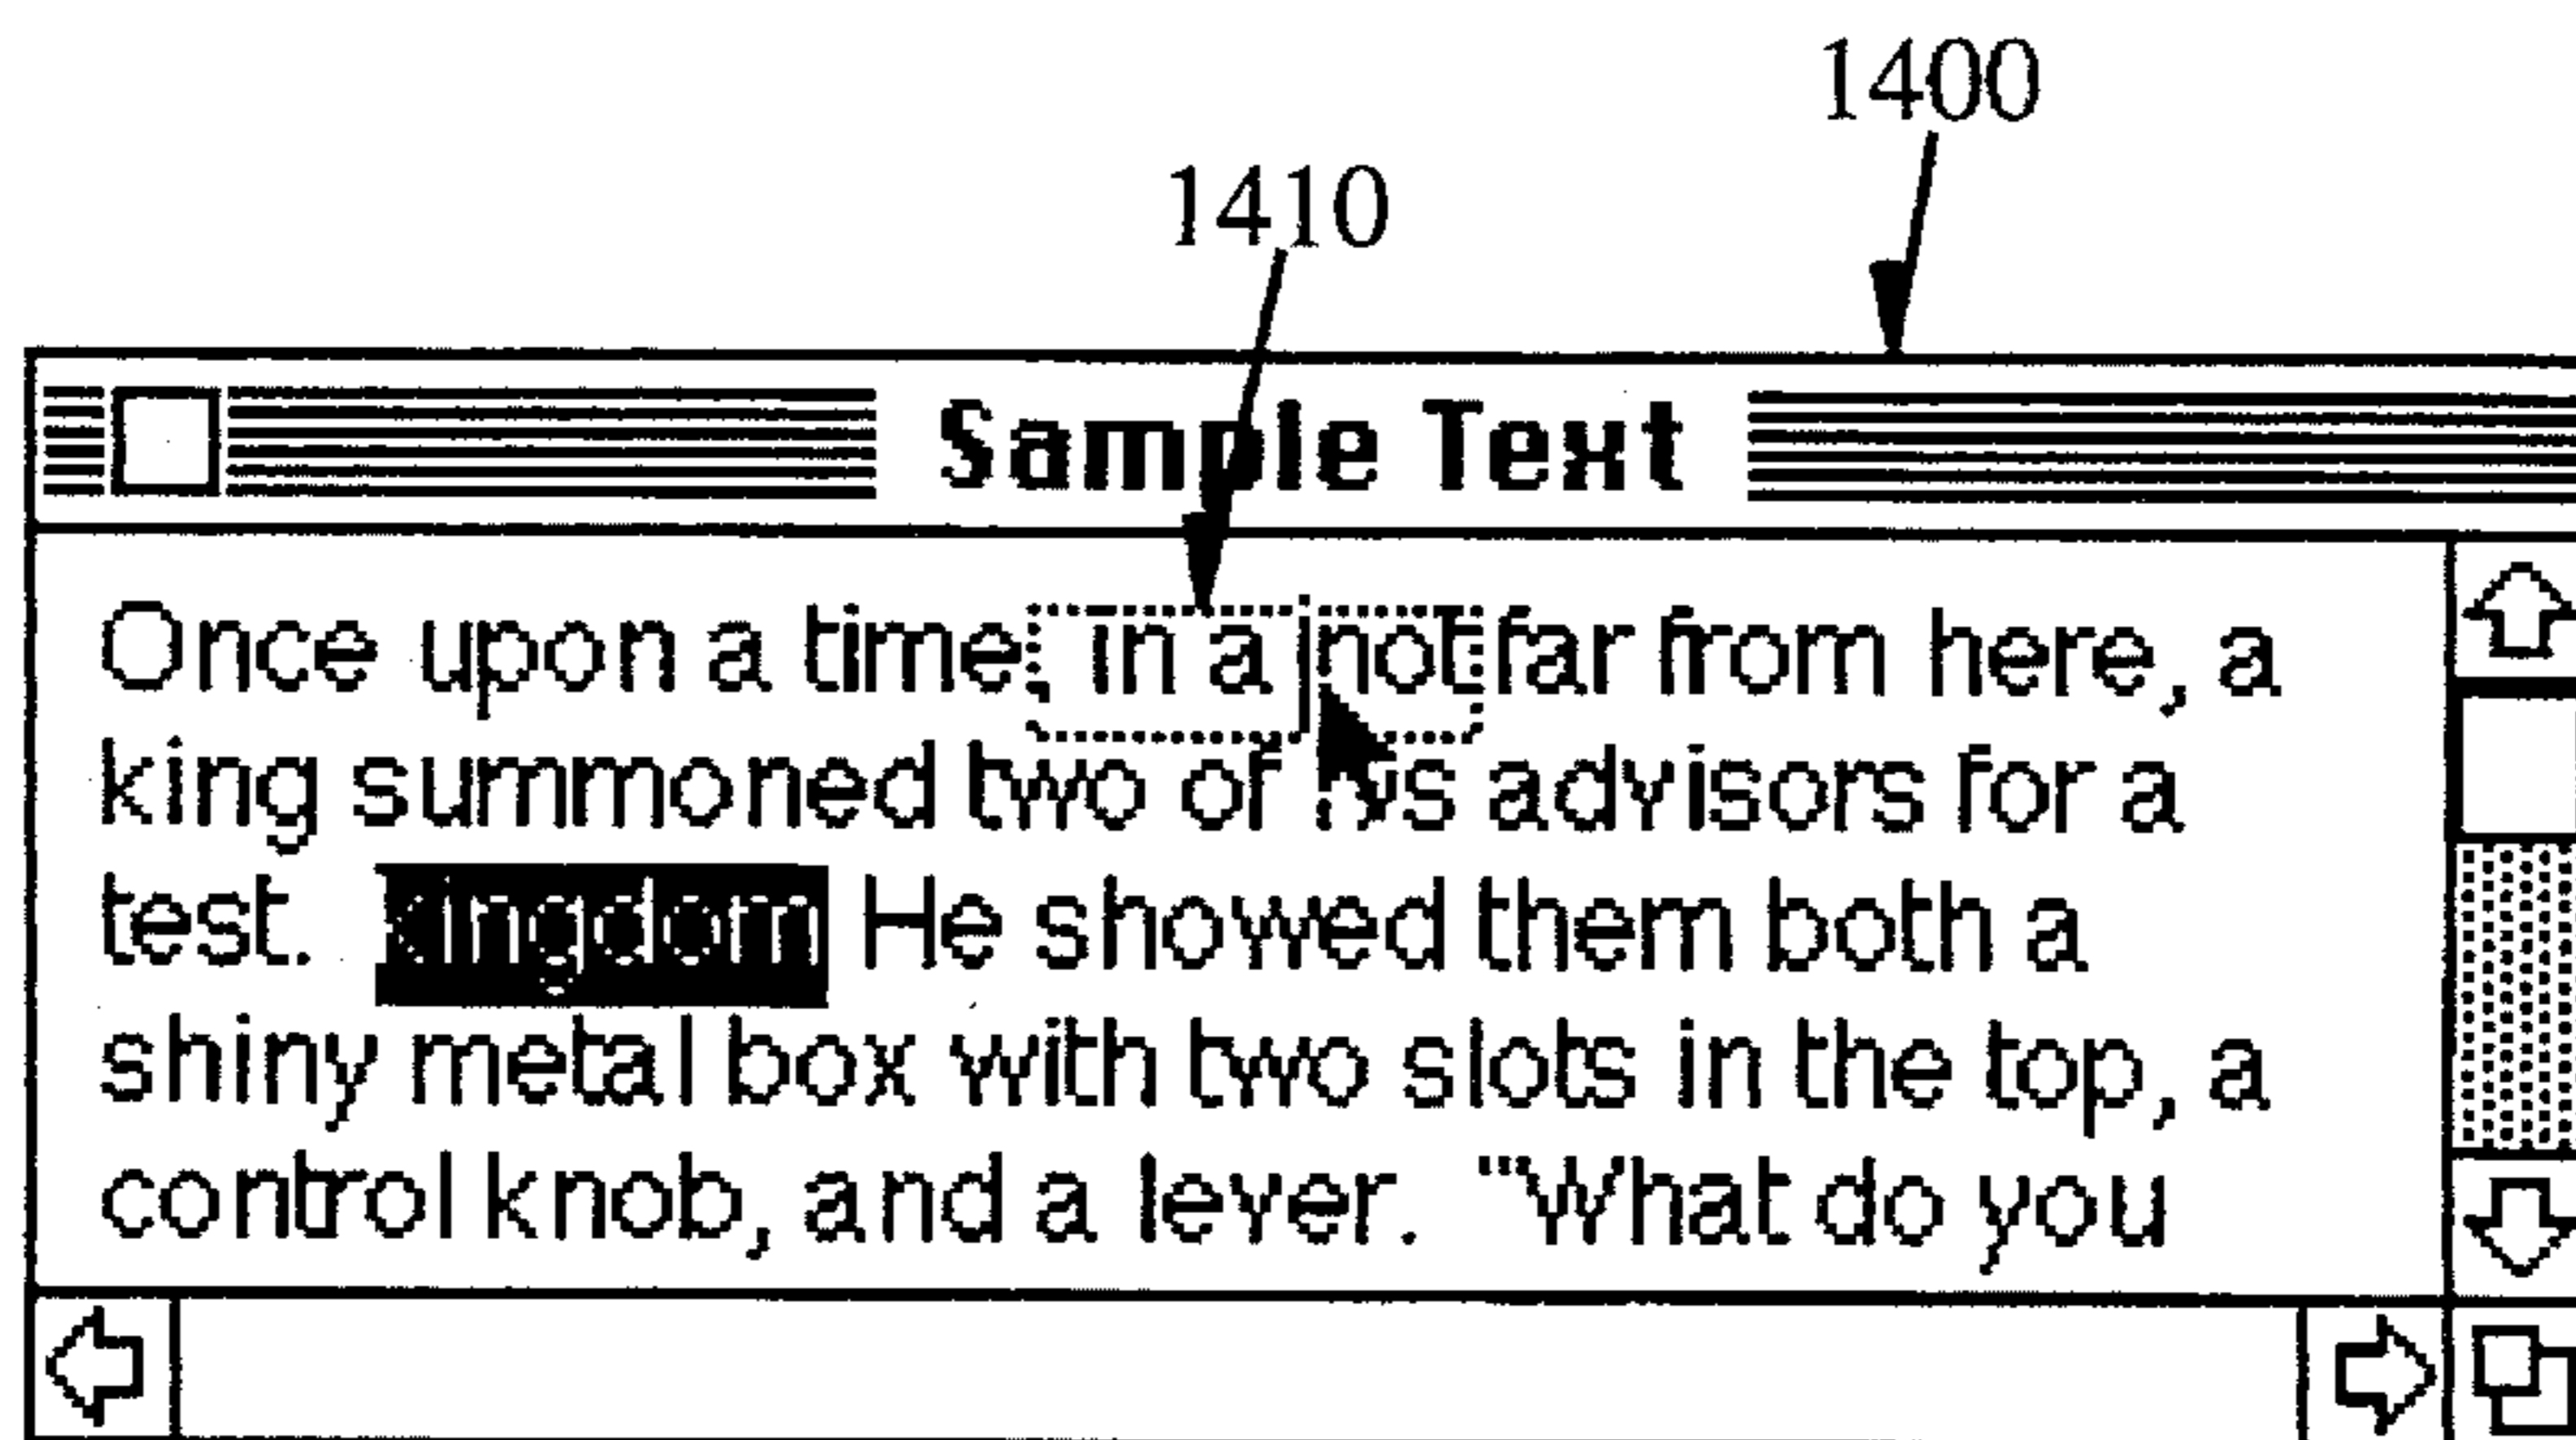 1400
1410
Sample Text
Once upon a time, in a not far from here, a
king summoned two of his advisors for a
test. kingdom He showed them both a
shiny metal box with two slots in the top, a
control knob, and a lever. "What do you